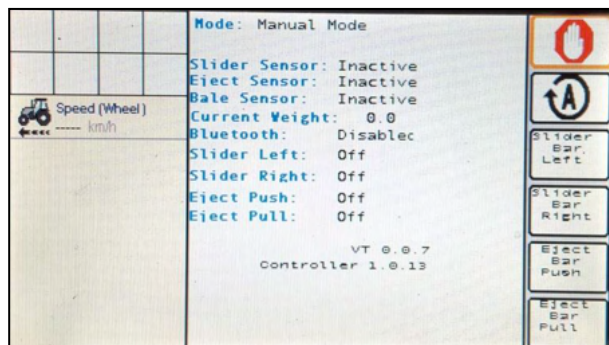 Mode: Manual Mode
Slider Sensor: Inactive
Eject Sensor: Inactive
Bale Sensor: Inactive
Current Weight: 0.0
Bluetooth: Disablec
Slider Left: Off
Slider Right: Off
Eject Push: Off
Eject Pull: Off
VT 0.0.7
Controller 1.0.13
Speed (Wheel)
----- km/h
A
Slider
Bar
Left
Slider
Bar
Right
Eject
Bar
Push
Eject
Bar
Pull